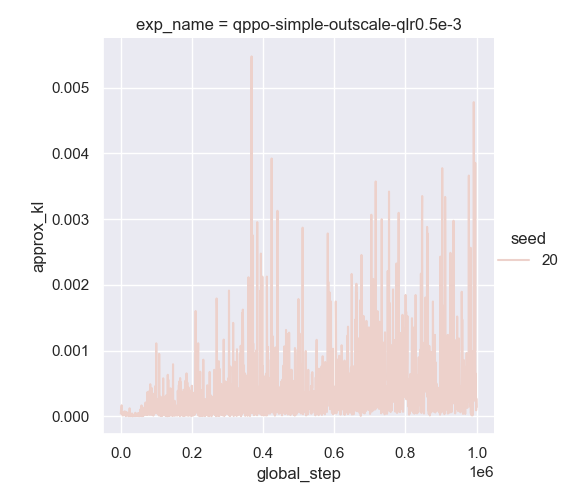 exp_name = qppo-simple-outscale-qlr0.5e-3
0.005
0.004
0.003
0.002
0.001
0.000
approx_kl
0.0 0.2 0.4 0.6 0.8 1.0
1e6
global_step
seed
20